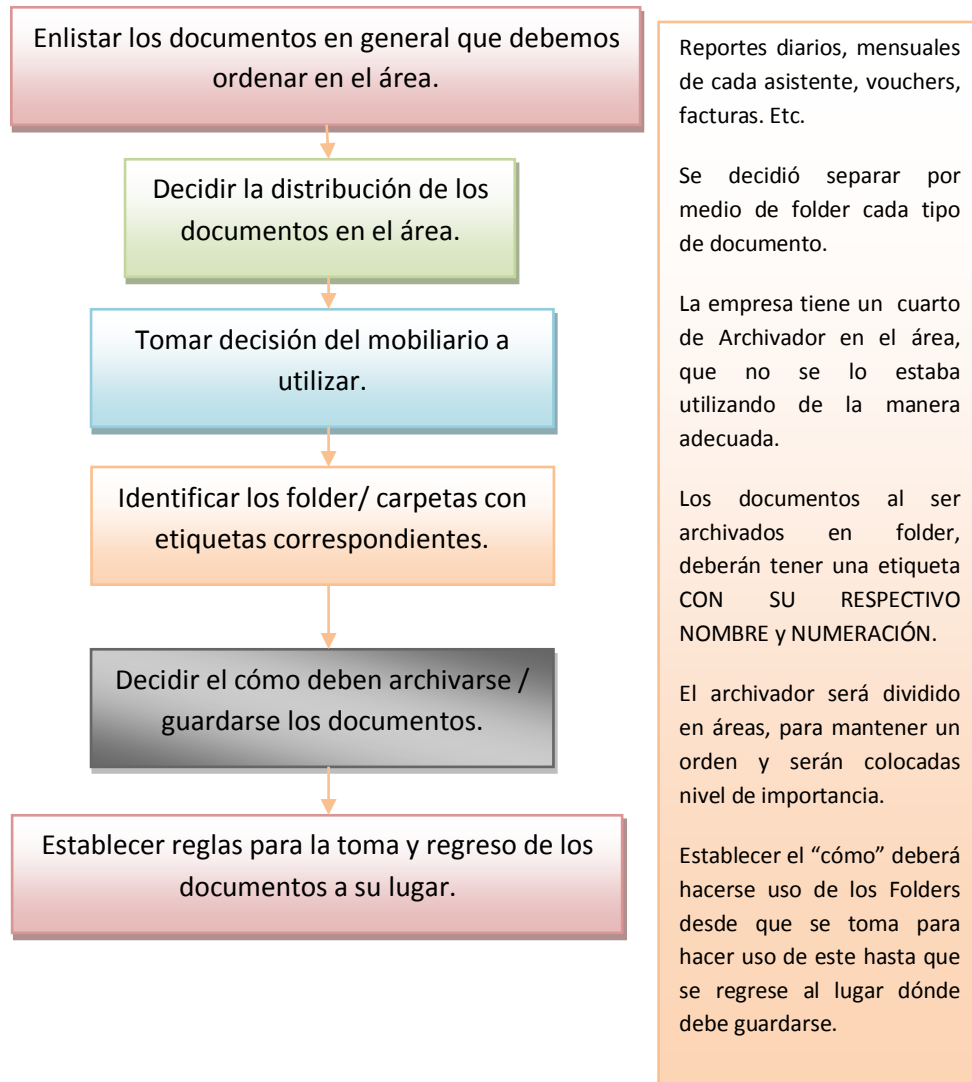 Enlistar los documentos en general que debemos
ordenar en el área.
Decidir la distribución de los
documentos en el área.
Tomar decisión del mobiliario a
utilizar.
Identificar los folder/ carpetas con
etiquetas correspondientes.
Decidir el cómo deben archivarse /
guardarse los documentos.
Establecer reglas para la toma y regreso de los
documentos a su lugar.
Reportes diarios, mensuales
de cada asistente, vouchers,
facturas. Etc.
Se decidió separar por
medio de folder cada tipo
de documento.
La empresa tiene un cuarto
de Archivador en el área,
que no se lo estaba
utilizando de la manera
adecuada.
Los documentos al ser
archivados en folder,
deberán tener una etiqueta
CON SU RESPECTIVO
NOMBRE y NUMERACIÓN.
El archivador será dividido
en áreas, para mantener un
orden y serán colocadas
nivel de importancia.
Establecer el “cómo” deberá
hacerse uso de los Folders
desde que se toma para
hacer uso de este hasta que
se regrese al lugar dónde
debe guardarse.